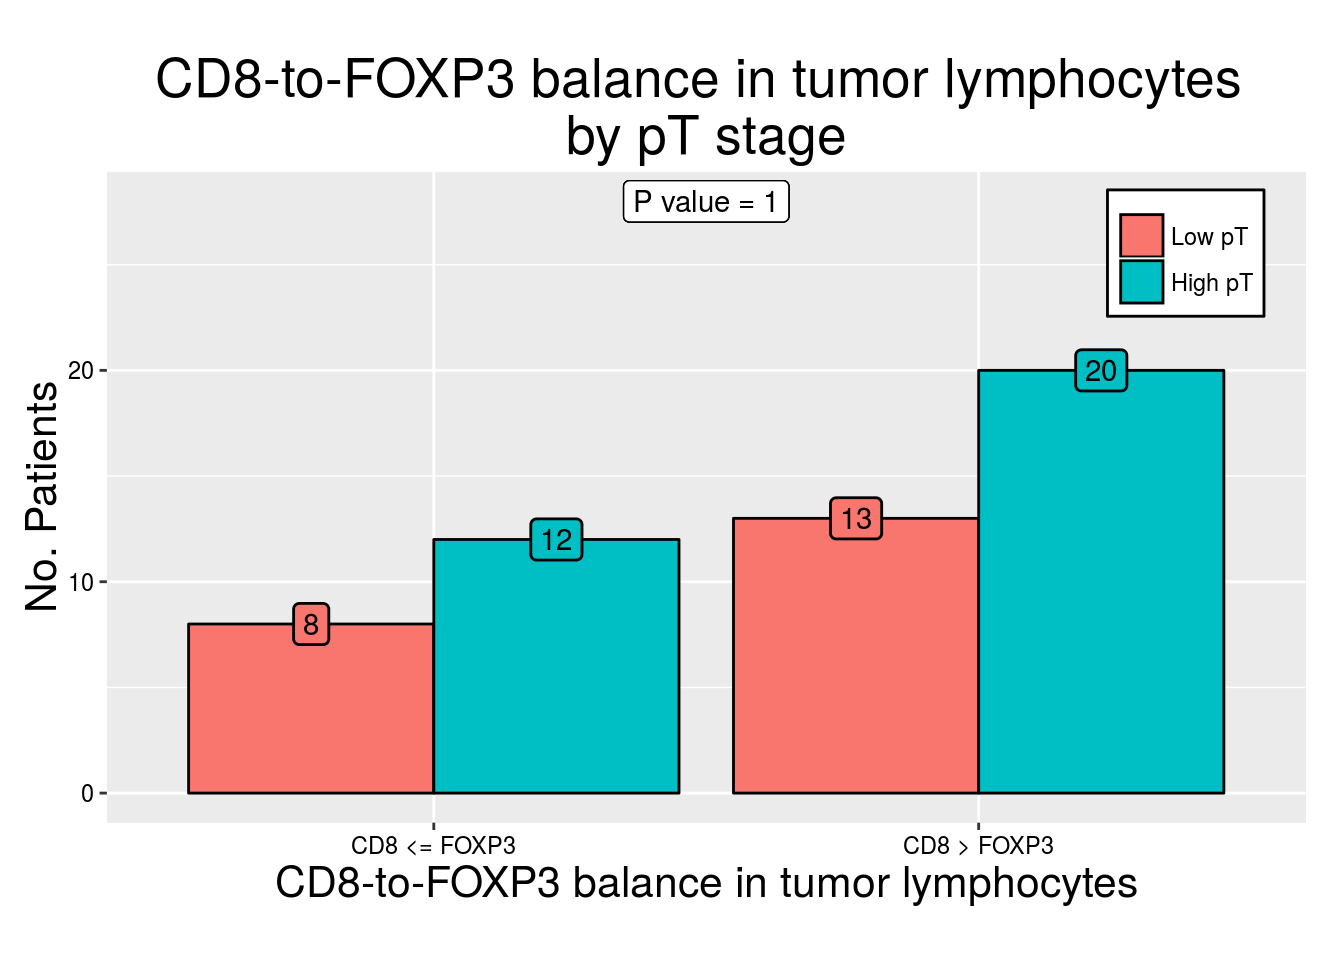 CD8-to-FOXP3 balance in tumor lymphocytes
by pT stage
P value = 1
Low pT
High pT
No. Patients
20
10
0
8
12
13
20
CD8 <= FOXP3
CD8 > FOXP3
CD8-to-FOXP3 balance in tumor lymphocytes